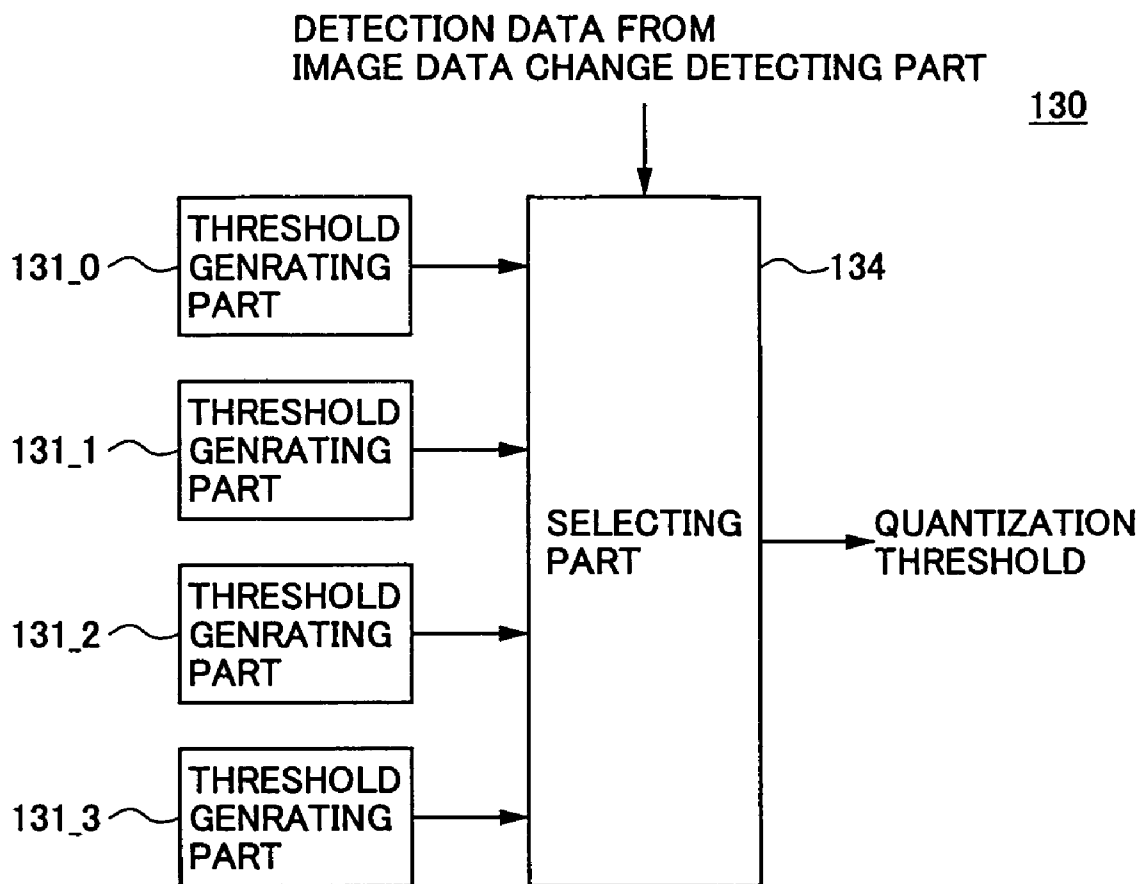 DETECTION DATA FROM
IMAGE DATA CHANGE DETECTING PART
130
THRESHOLD
GENRATING
PART
131_0
134
THRESHOLD
GENRATING
PART
131_1
SELECTING
PART
QUANTIZATION
THRESHOLD
THRESHOLD
GENRATING
PART
131_2
THRESHOLD
GENRATING
PART
131_3